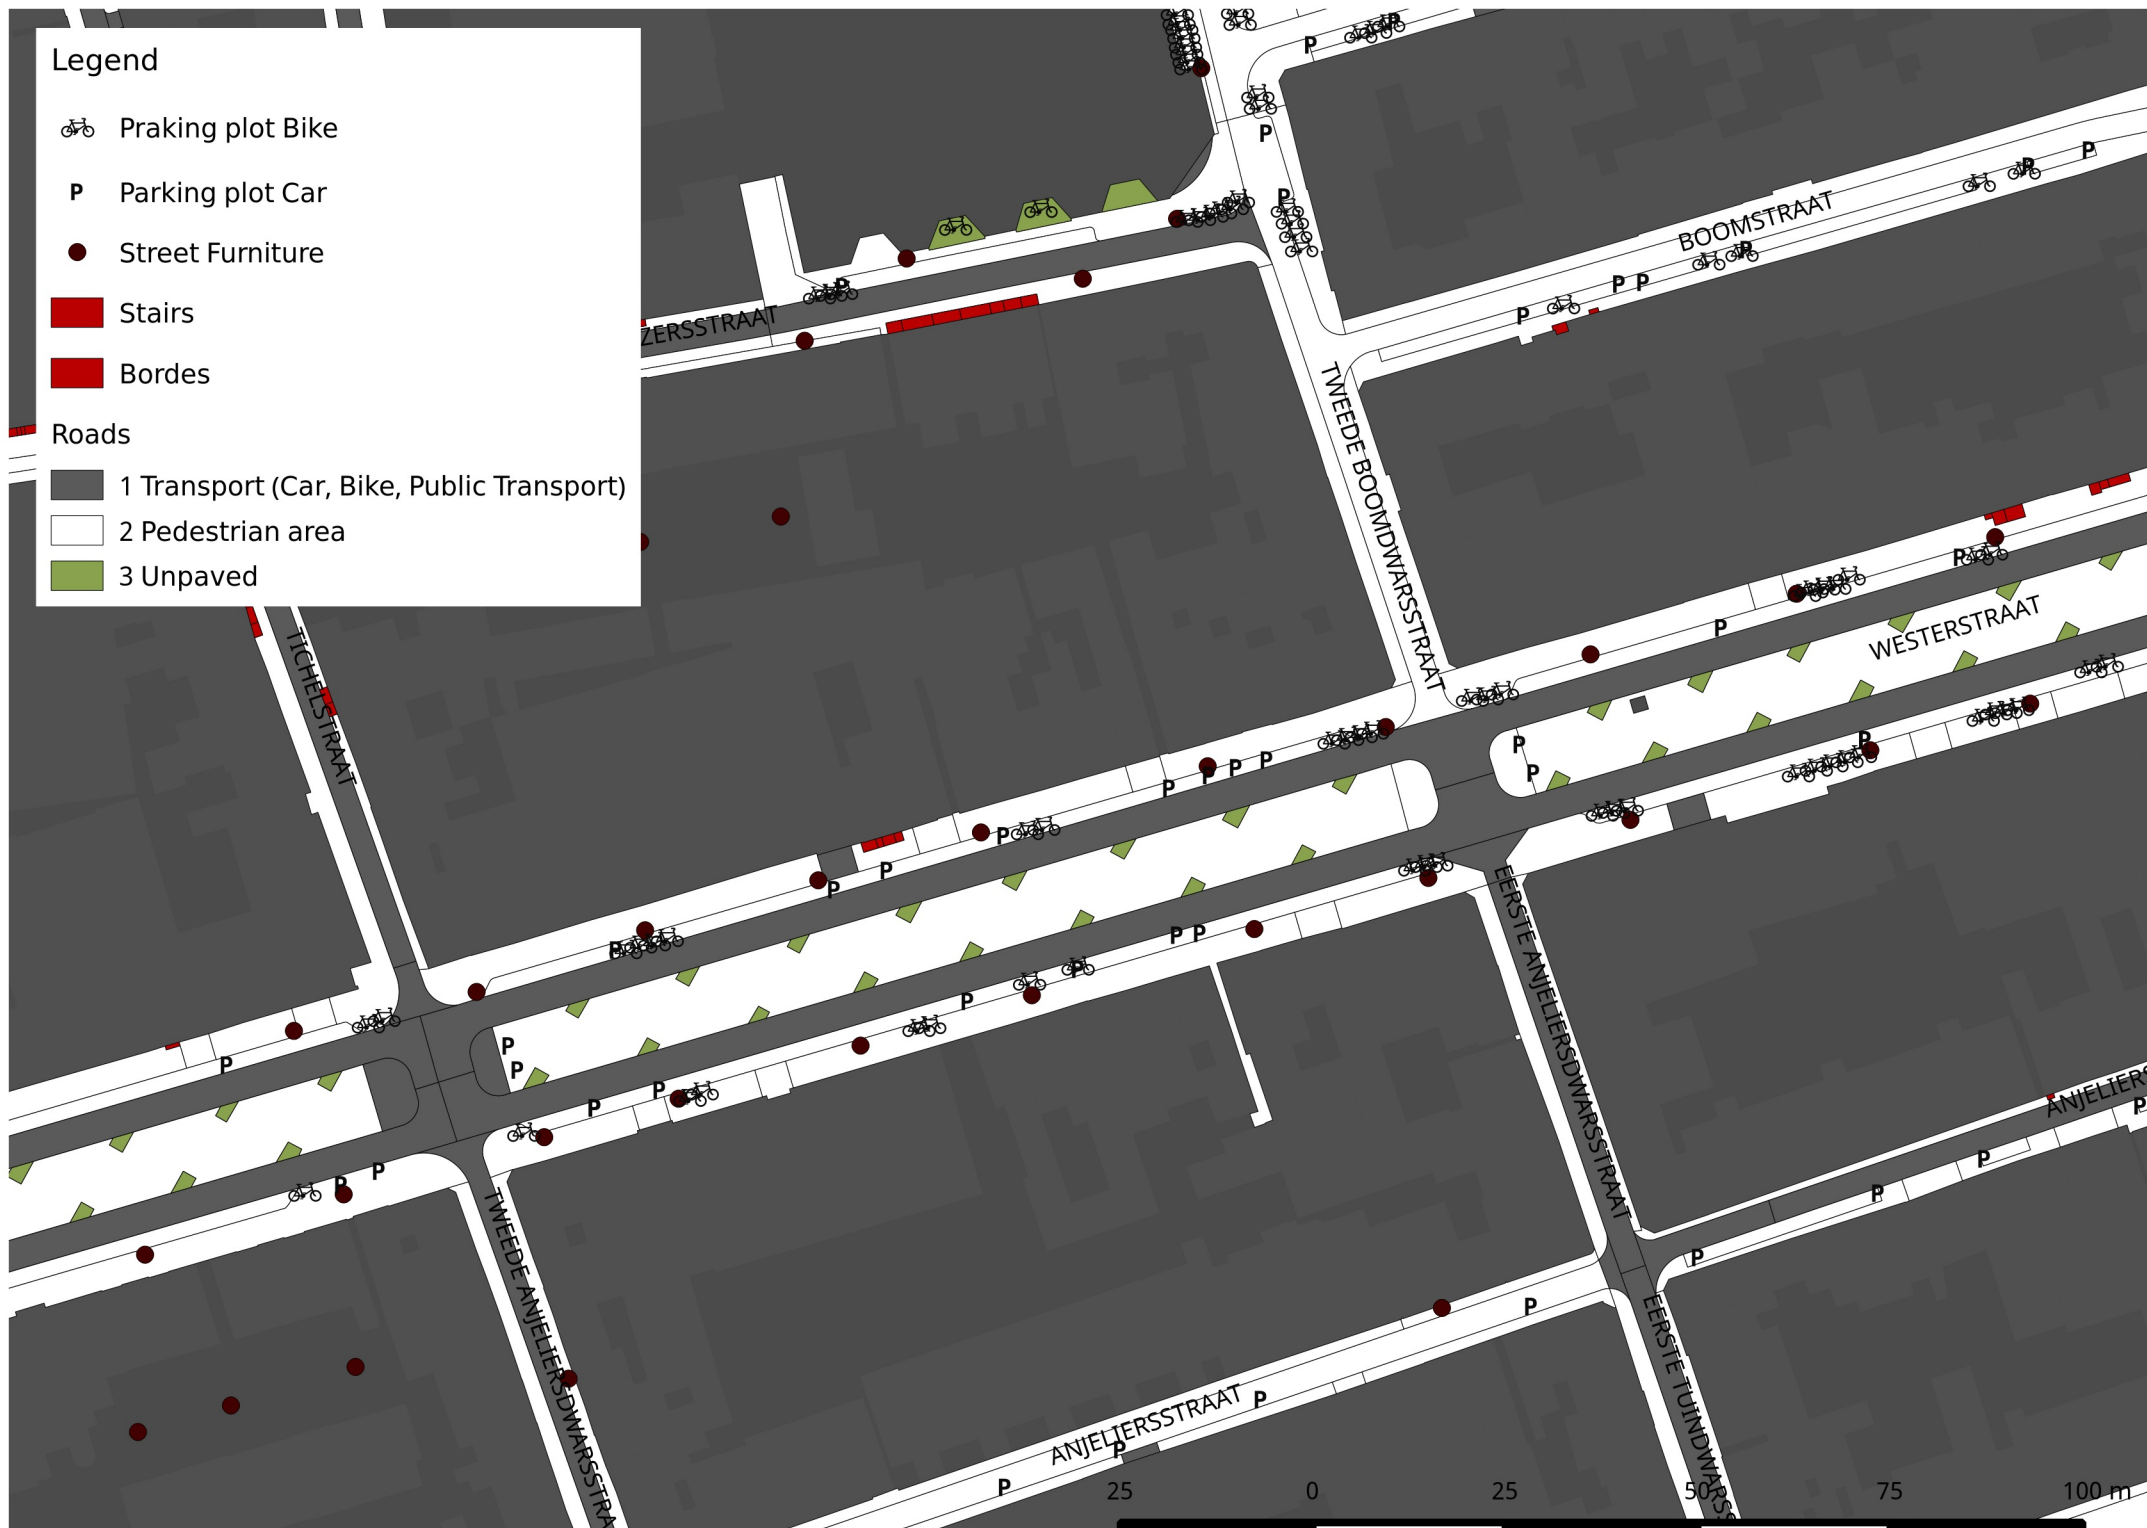 Legend
Praking plot Bike
P Parking plot Car
Street Furniture
Stairs
Bordes
Roads
1 Transport (Car, Bike, Public Transport)
2 Pedestrian area
3 Unpaved
ZERSSTRAAT
BOOMSTRAAT
TWEEDE BOOMDWARSSTRAAT
WESTERSTRAAT
TICHELSTRAAT
EERSTE ANJELIERSDWARSSTRAAT
ANJELIERS
TWEEDE ANJELIERSDWARSSTRA
ANJELIERSSTRAAT
EERSTE TUINDWARS
25 0 25 50 75 100 m